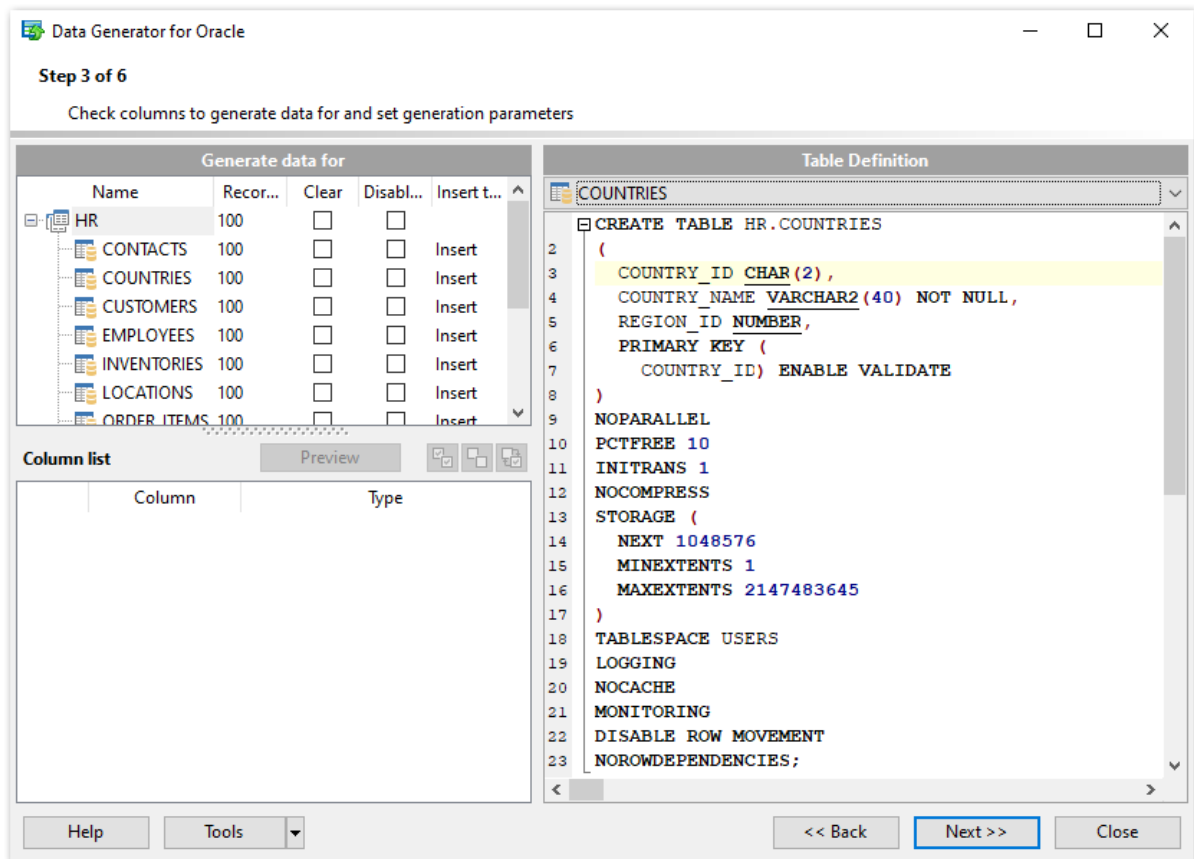 Data Generator for Oracle
Step 3 of 6
Check columns to generate data for and set generation parameters
Generate data for
Name Recor... Clear Disabl... Insert t...
HR 100
CONTACTS 100 Insert
COUNTRIES 100 Insert
CUSTOMERS 100 Insert
EMPLOYEES 100 Insert
INVENTORIES 100 Insert
LOCATIONS 100 Insert
ORDER ITEMS 100 Insert
Column list Preview
Column Type
Table Definition
COUNTRIES
CREATE TABLE HR.COUNTRIES
2 (
3 COUNTRY_ID CHAR(2),
4 COUNTRY_NAME VARCHAR2(40) NOT NULL,
5 REGION_ID NUMBER,
6 PRIMARY KEY (
7 COUNTRY_ID) ENABLE VALIDATE
8 )
9 NOPARALLEL
10 PCTFREE 10
11 INITRANS 1
12 NOCOMPRESS
13 STORAGE (
14 NEXT 1048576
15 MINEXTENTS 1
16 MAXEXTENTS 2147483645
17 )
18 TABLESPACE USERS
19 LOGGING
20 NOCACHE
21 MONITORING
22 DISABLE ROW MOVEMENT
23 NOROWDEPENDENCIES;
Help Tools << Back Next >> Close